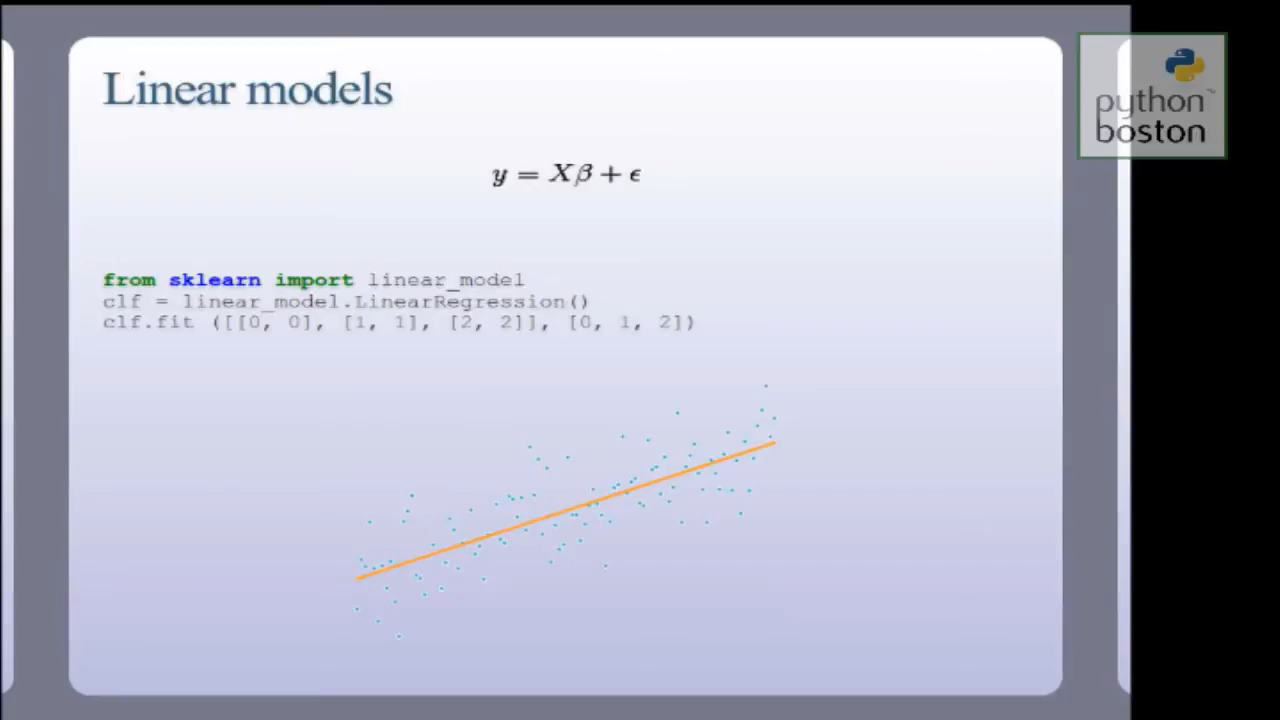 Linear models
y = Xβ + ϵ
from sklearn import linear_model
clf = linear_model.LinearRegression()
clf.fit ([[0, 0], [1, 1], [2, 2]], [0, 1, 2])
python™
boston